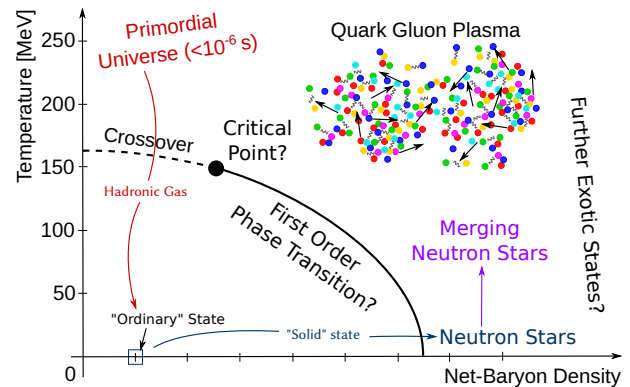 Primordial
Universe (<10-6 s)
Quark Gluon Plasma
Temperature [MeV]
250
200
150
100
50
0
Crossover
Critical
Point?
Hadronic Gas
First Order
Phase Transition?
Further Exotic States?
Merging
Neutron Stars
"Ordinary" State
"Solid" state
Neutron Stars
Net-Baryon Density